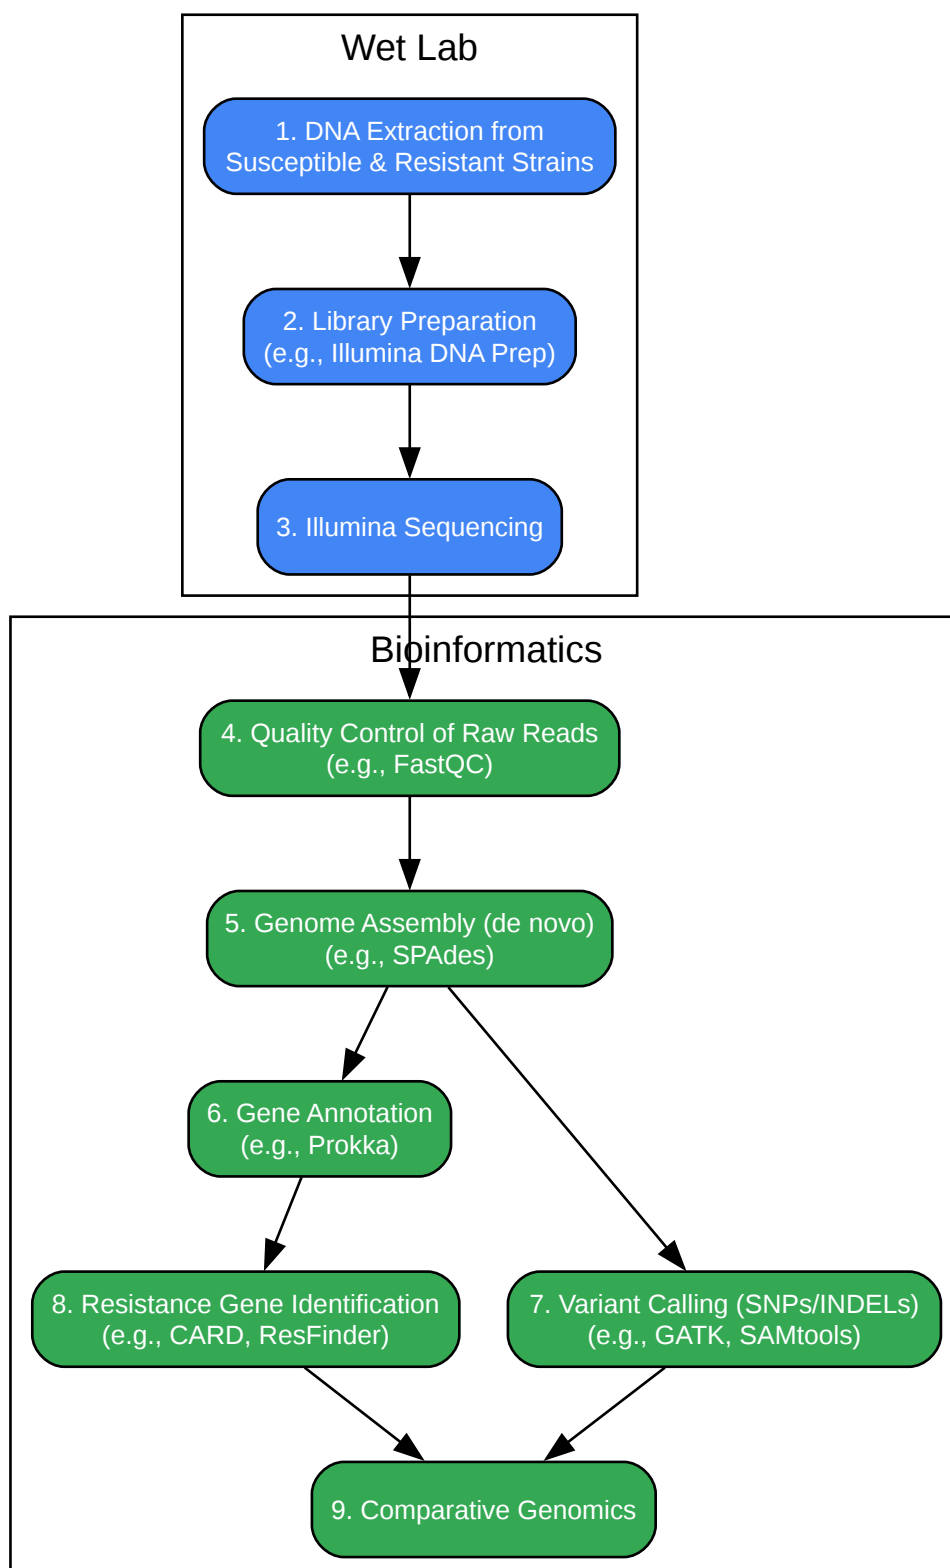 Wet Lab
1. DNA Extraction from
Susceptible & Resistant Strains
2. Library Preparation
(e.g., Illumina DNA Prep)
3. Illumina Sequencing
Bioinformatics
4. Quality Control of Raw Reads
(e.g., FastQC)
5. Genome Assembly (de novo)
(e.g., SPAdes)
6. Gene Annotation
(e.g., Prokka)
8. Resistance Gene Identification
(e.g., CARD, ResFinder)
7. Variant Calling (SNPs/INDELs)
(e.g., GATK, SAMtools)
9. Comparative Genomics